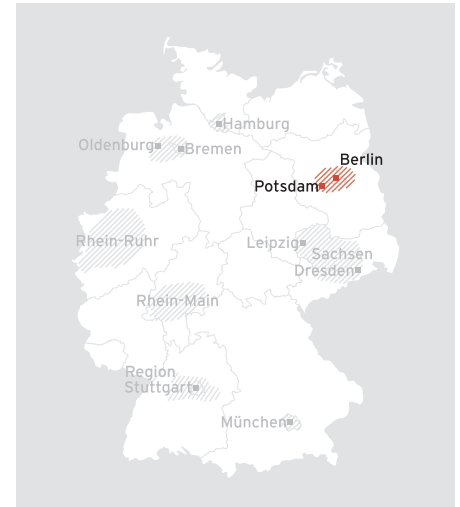 Hamburg
Oldenburg
Bremen
Berlin
Potsdam
Rhein-Ruhr
Leipzig
Sachsen
Dresden
Rhein-Main
Region
Stuttgart
München